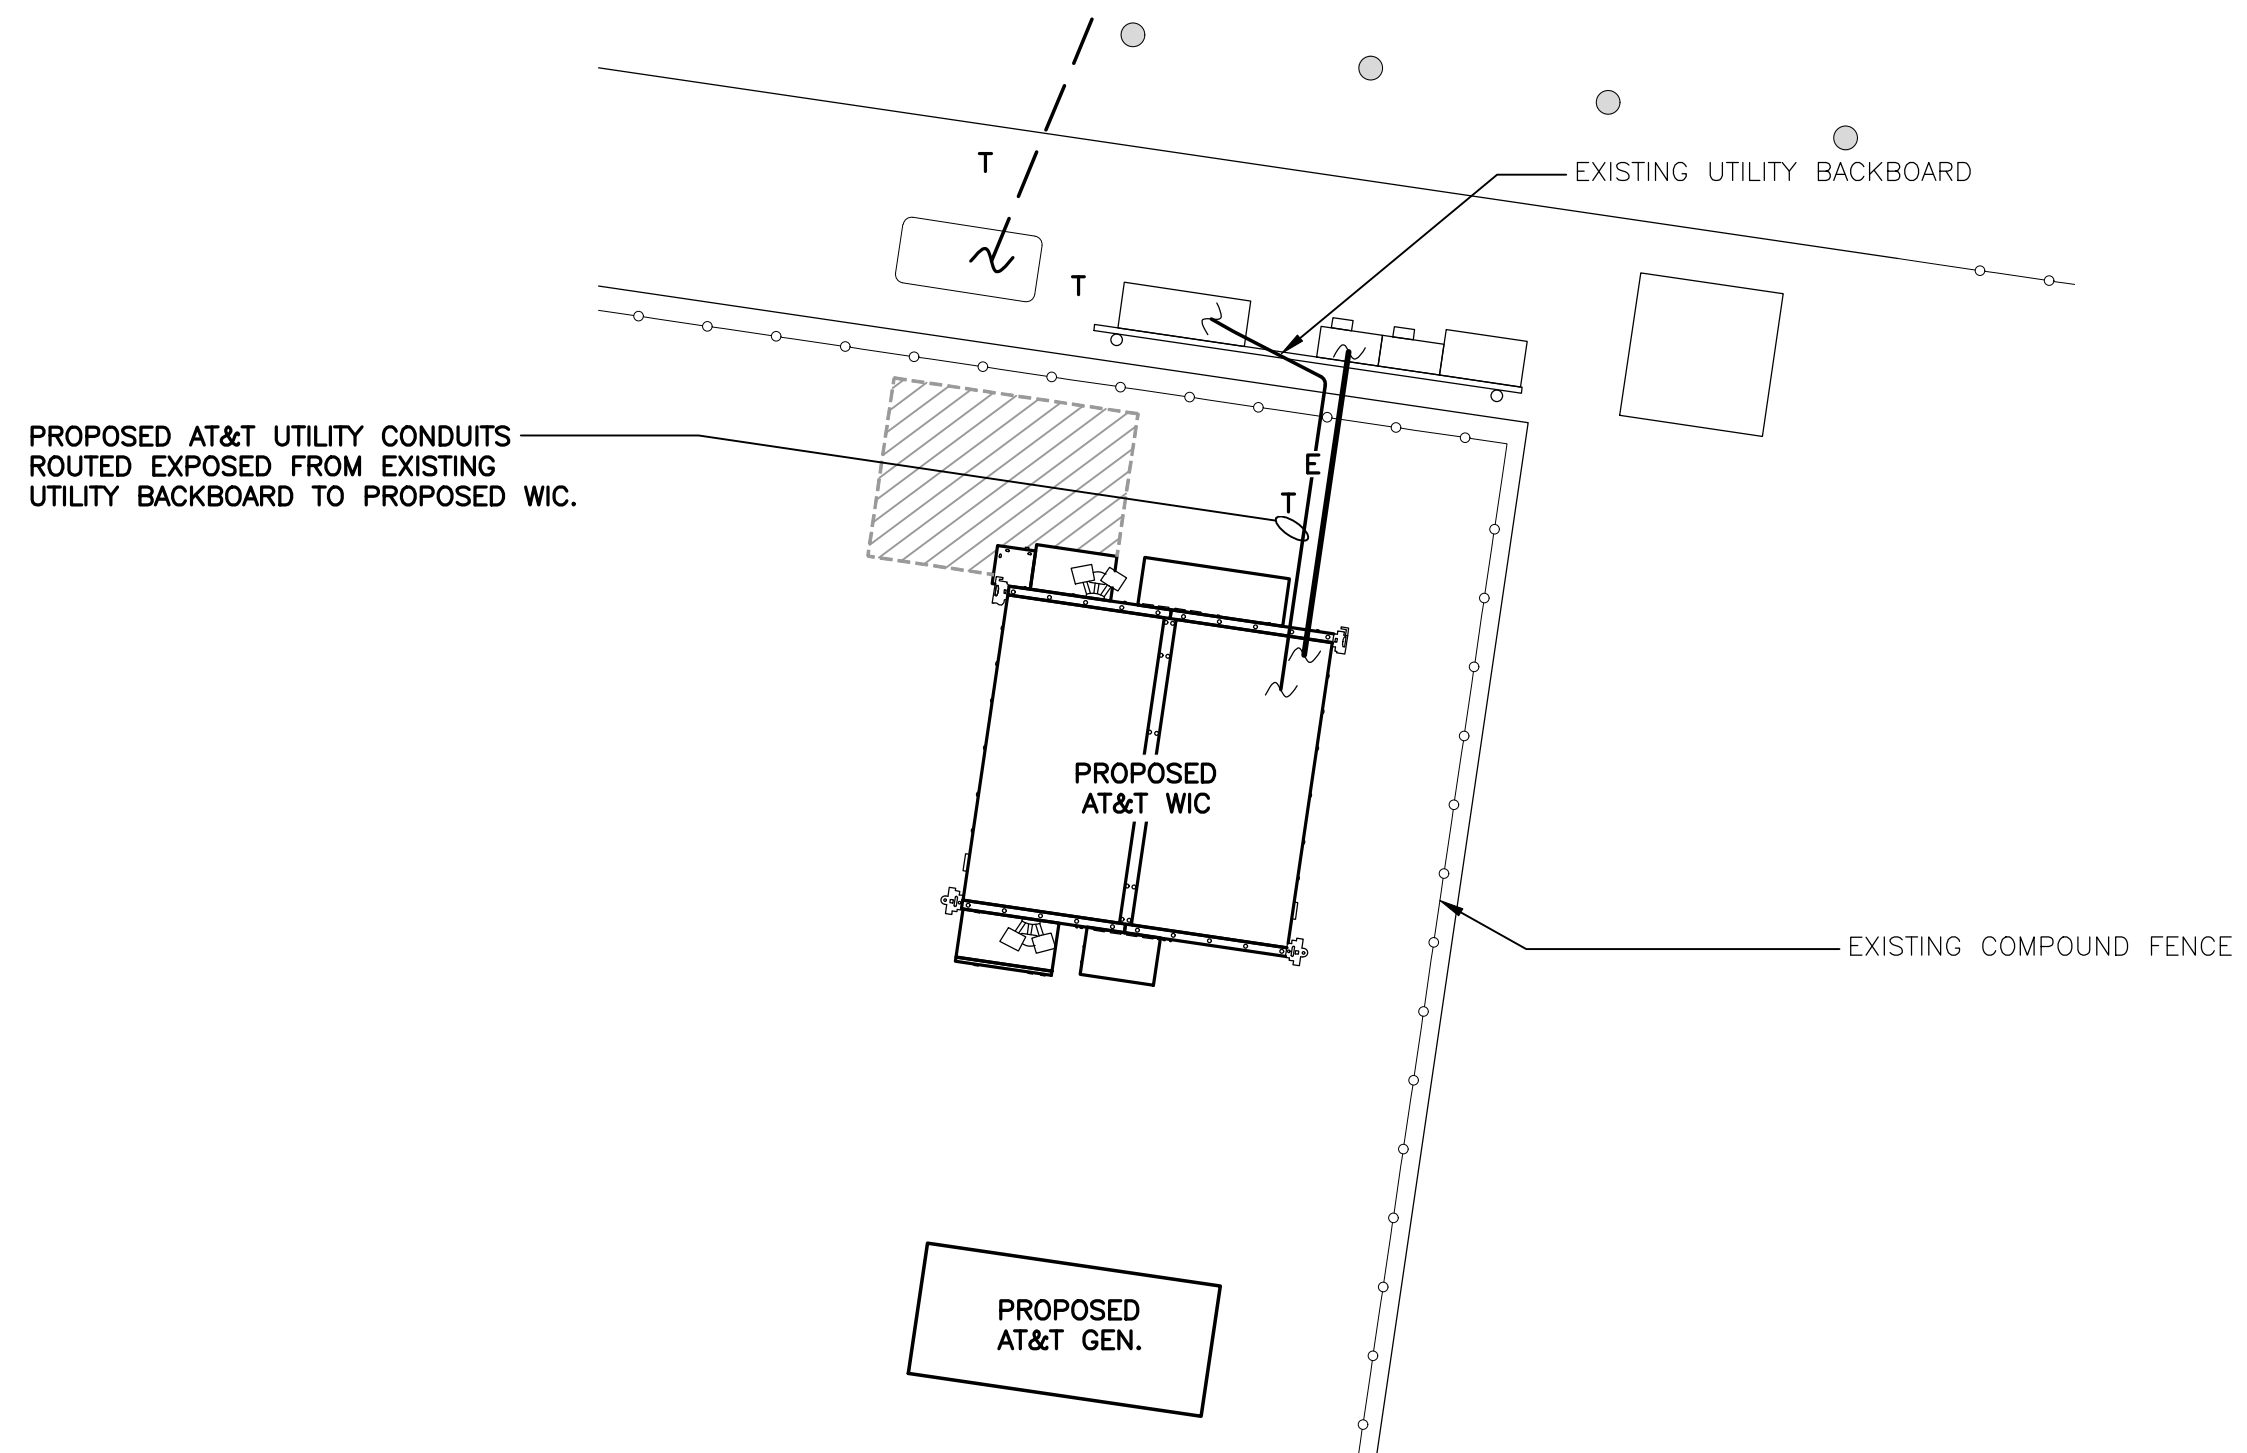 T
EXISTING UTILITY BACKBOARD
T
PROPOSED AT&T UTILITY CONDUITS
ROUTED EXPOSED FROM EXISTING
UTILITY BACKBOARD TO PROPOSED WIC.
E
T
PROPOSED
AT&T WIC
EXISTING COMPOUND FENCE
PROPOSED
AT&T GEN.